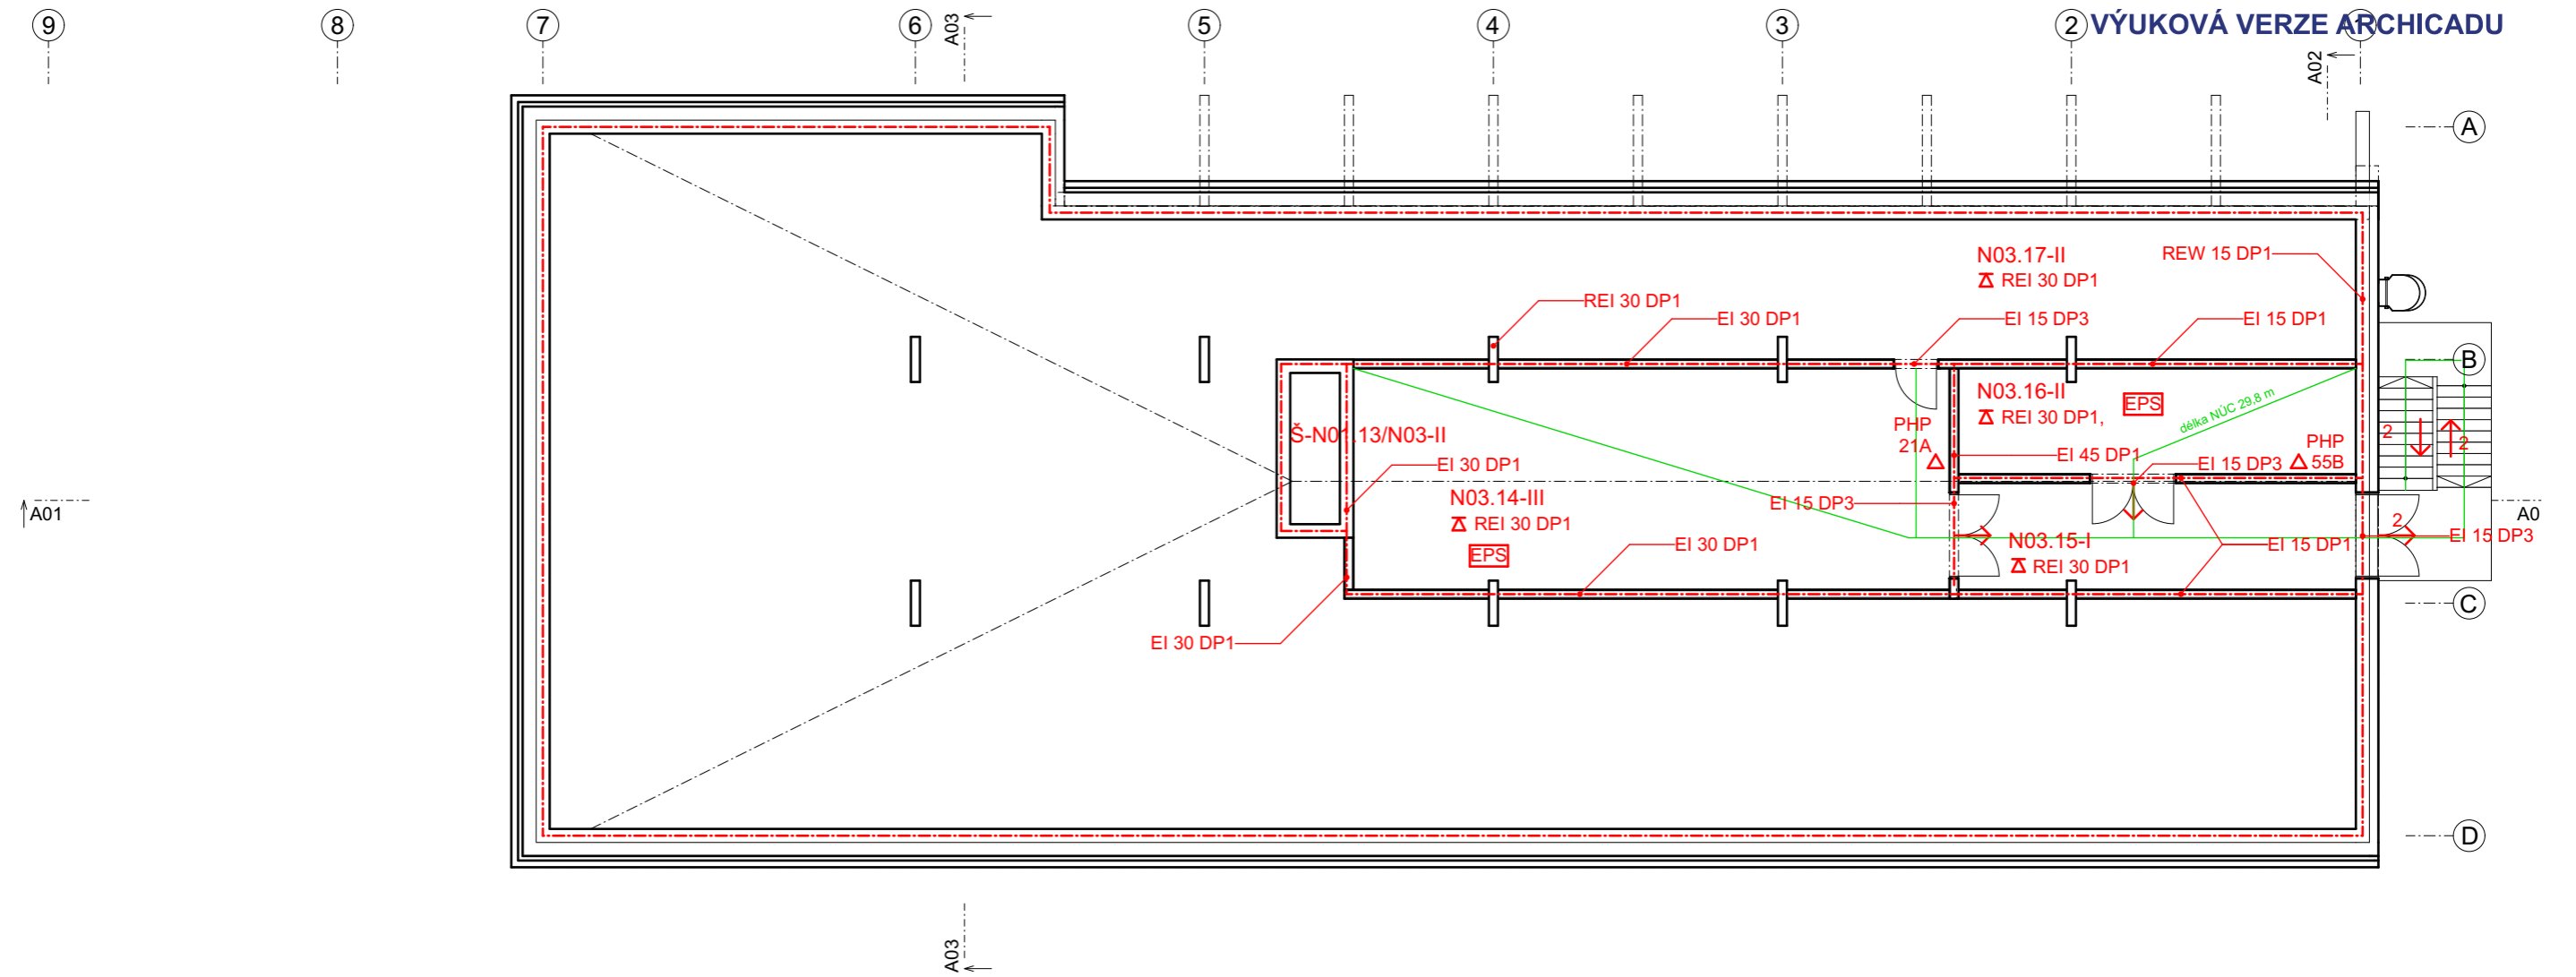 9
8
7
6
A03
5
4
3
2
VÝUKOVÁ VERZE ARCHICADU
1
A02
A
N03.17-II
REI 30 DP1
REW 15 DP1
REI 30 DP1
EI 30 DP1
EI 15 DP3
EI 15 DP1
B
N03.16-II
REI 30 DP1,
EPS
délka NÚC 29,8 m
PHP
21A
Š-N01.13/N03-II
2
2
PHP
55B
EI 30 DP1
EI 45 DP1
EI 15 DP3
N03.14-III
REI 30 DP1
EI 15 DP3
A01
A0
2
EPS
EI 30 DP1
N03.15-I
REI 30 DP1
EI 15 DP1
EI 15 DP3
C
EI 30 DP1
D
A03